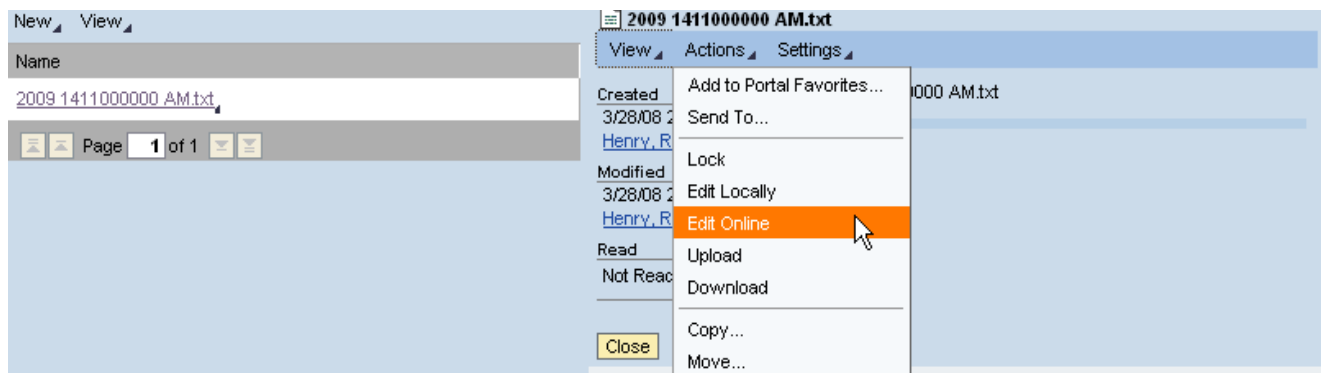 New View
Name
2009 1411000000 AM.txt
Page 1 of 1
2009 1411000000 AM.txt
View Actions Settings
Created
3/28/08
Henry,
Modified
3/28/08
Henry,
Read
Not
Close
Add to Portal Favorites...
Send To...
Lock
Edit Locally
Edit Online
Upload
Download
Copy...
Move...
AM.txt